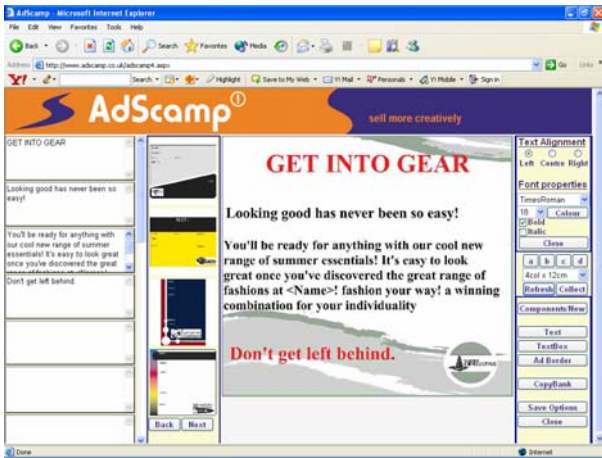 AdScamp - Microsoft Internet Explorer
File Edit View Favorites Tools Help
Back Search Favorites Media
Address http://www.adscamp.co.uk/adscamp4.aspx Go Links
Y! Search Highlight Save to My Web Y! Mail Personals Y! Mobile Sign in
AdScamp
sell more creatively
GET INTO GEAR
Looking good has never been so
easy!
You'll be ready for anything with
our cool new range of summer
essentials! It's easy to look great
once you've discovered the great
Don't get left behind.
Back Next
GET INTO GEAR
Looking good has never been so easy!
You'll be ready for anything with our cool new
range of summer essentials! It's easy to look
great once you've discovered the great range of
fashions at <Name>! fashion your way! a winning
combination for your individuality
Don't get left behind.
Text Alignment
Left Centre Right
Font properties
TimesRoman
18 Colour
Bold
Italic
Close
a b c d
4col x 12cm
Refresh Collect
Components/New
Text
TextBox
Ad Border
CopyBank
Save Options
Close
Done Internet